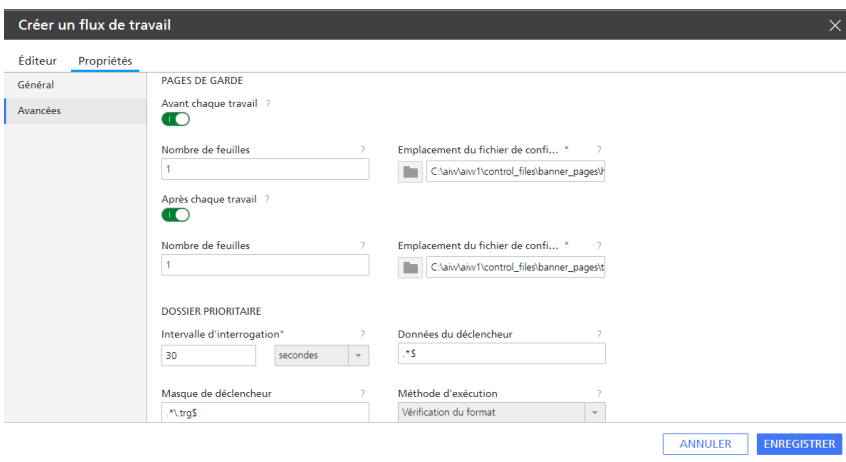 Créer un flux de travail
Éditeur Propriétés
Général
Avancées
PAGES DE GARDE
Avant chaque travail ?
Nombre de feuilles ? Emplacement du fichier de confi... * ?
1 C:\aiw\aiw1\control_files\banner_pages\h
Après chaque travail ?
Nombre de feuilles ? Emplacement du fichier de confi... * ?
1 C:\aiw\aiw1\control_files\banner_pages\t
DOSSIER PRIORITAIRE
Intervalle d'interrogation* ? Données du déclencheur ?
30 secondes .*$
Masque de déclencheur ? Méthode d'exécution ?
.*\.trg$ Vérification du format
ANNULER ENREGISTRER